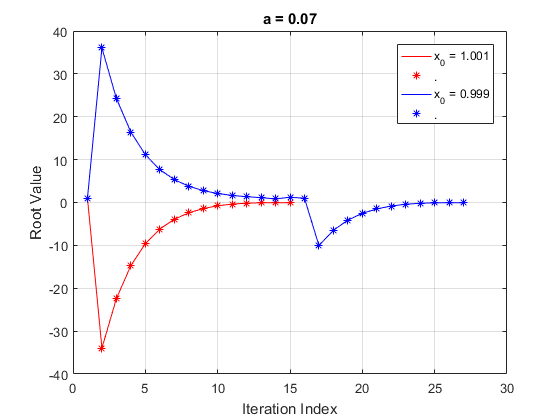 a = 0.07
40
30
20
10
0
-10
-20
-30
-40
Root Value
x0 = 1.001
.
x0 = 0.999
.
0 5 10 15 20 25 30
Iteration Index